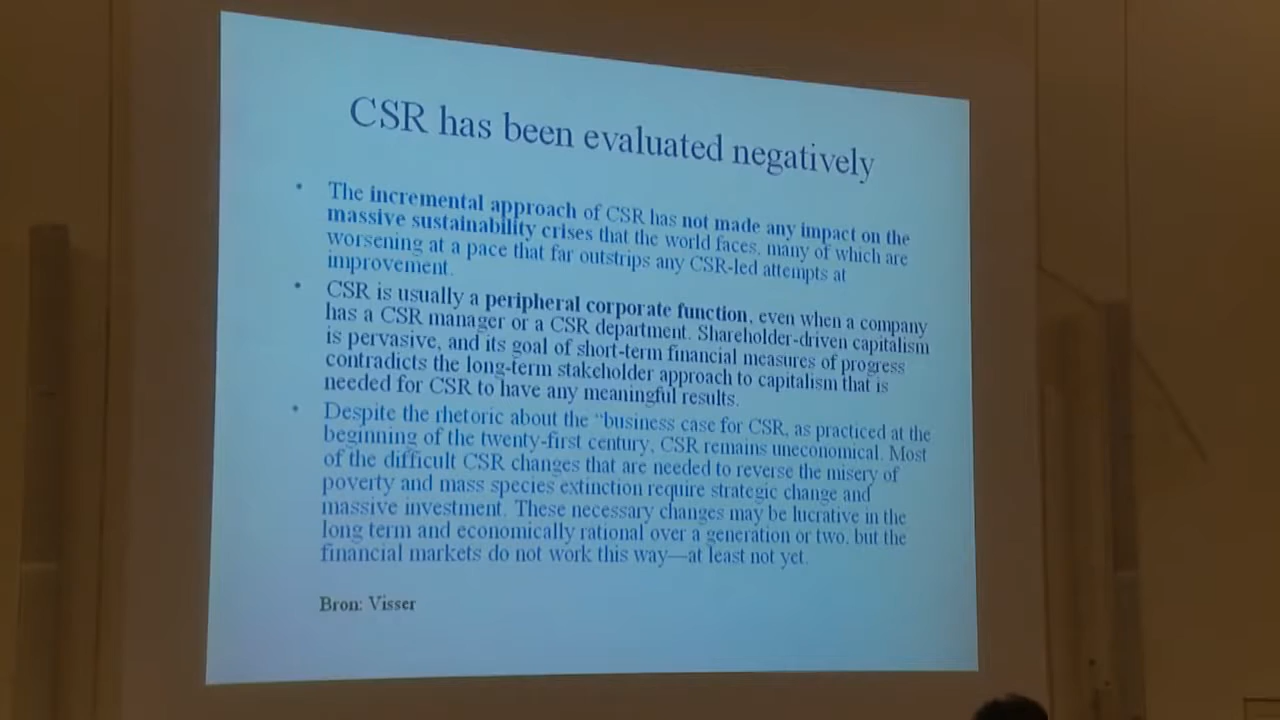 CSR has been evaluated negatively
• The incremental approach of CSR has not made any impact on the
massive sustainability crises that the world faces, many of which are
worsening at a pace that far outstrips any CSR-led attempts at
improvement.
• CSR is usually a peripheral corporate function, even when a company
has a CSR manager or a CSR department. Shareholder-driven capitalism
is pervasive, and its goal of short-term financial measures of progress
contradicts the long-term stakeholder approach to capitalism that is
needed for CSR to have any meaningful results.
• Despite the rhetoric about the “business case for CSR, as practiced at the
beginning of the twenty-first century, CSR remains uneconomical. Most
of the difficult CSR changes that are needed to reverse the misery of
poverty and mass species extinction require strategic change and
massive investment. These necessary changes may be lucrative in the
long term and economically rational over a generation or two, but the
financial markets do not work this way—at least not yet.
Bron: Visser